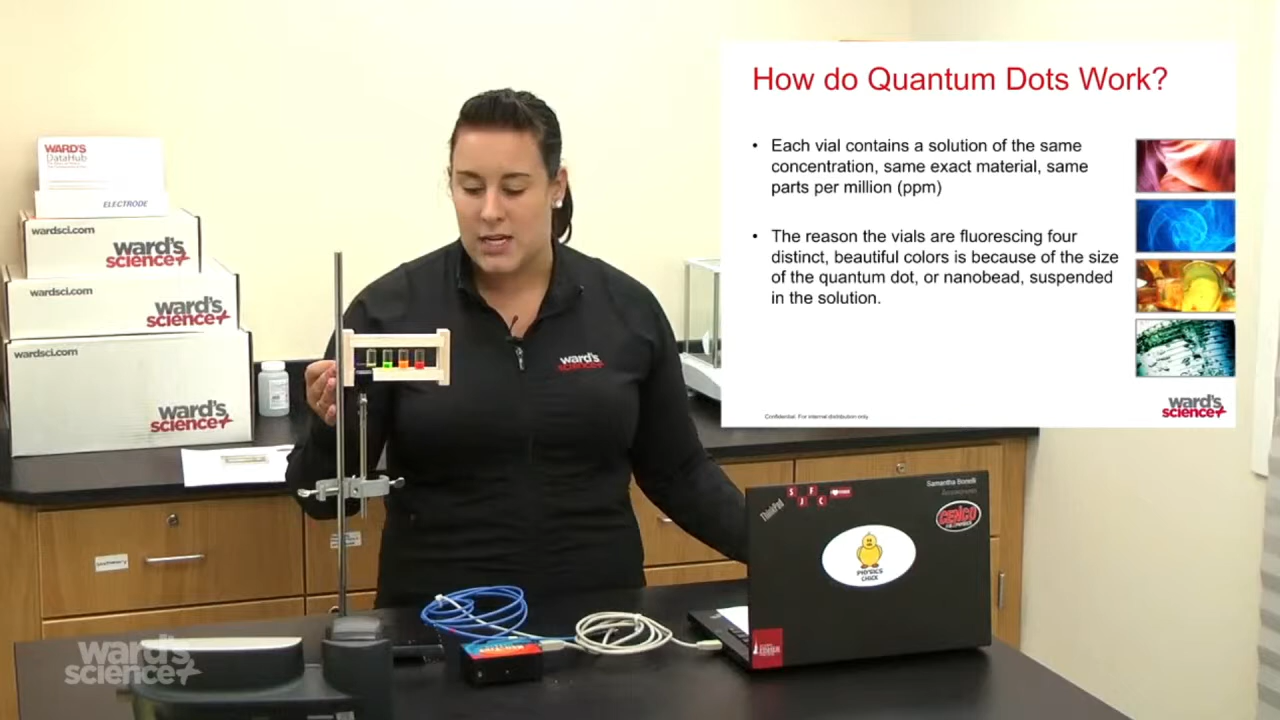 How do Quantum Dots Work?
• Each vial contains a solution of the same
concentration, same exact material, same
parts per million (ppm)
• The reason the vials are fluorescing four
distinct, beautiful colors is because of the size
of the quantum dot, or nanobead, suspended
in the solution.
Confidential. For internal distribution only
ward's
science+
WARD'S
DataHub
ELECTRODE
wardsci.com
ward's
science+
wardsci.com
ward's
science+
wardsci.com
ward's
science+
ward's
science+
ThinkPad
Samantha Bonelli
CENCO
PHYSICS
CHICK
FISHER
ward's
science+